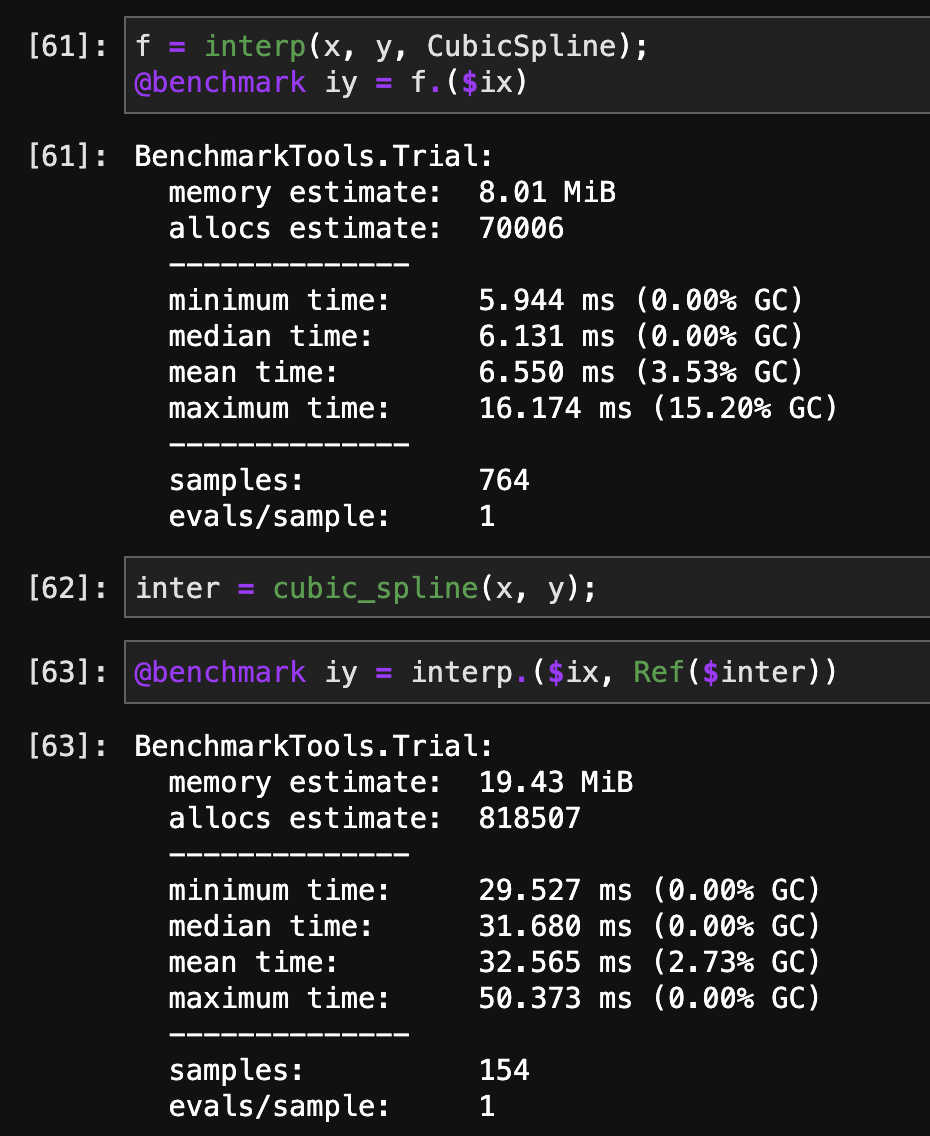 [61]: f = interp(x, y, CubicSpline);
@benchmark iy = f.($ix)
[61]: BenchmarkTools.Trial:
memory estimate: 8.01 MiB
allocs estimate: 70006
--------------
minimum time: 5.944 ms (0.00% GC)
median time: 6.131 ms (0.00% GC)
mean time: 6.550 ms (3.53% GC)
maximum time: 16.174 ms (15.20% GC)
--------------
samples: 764
evals/sample: 1
[62]: inter = cubic_spline(x, y);
[63]: @benchmark iy = interp.($ix, Ref($inter))
[63]: BenchmarkTools.Trial:
memory estimate: 19.43 MiB
allocs estimate: 818507
--------------
minimum time: 29.527 ms (0.00% GC)
median time: 31.680 ms (0.00% GC)
mean time: 32.565 ms (2.73% GC)
maximum time: 50.373 ms (0.00% GC)
--------------
samples: 154
evals/sample: 1